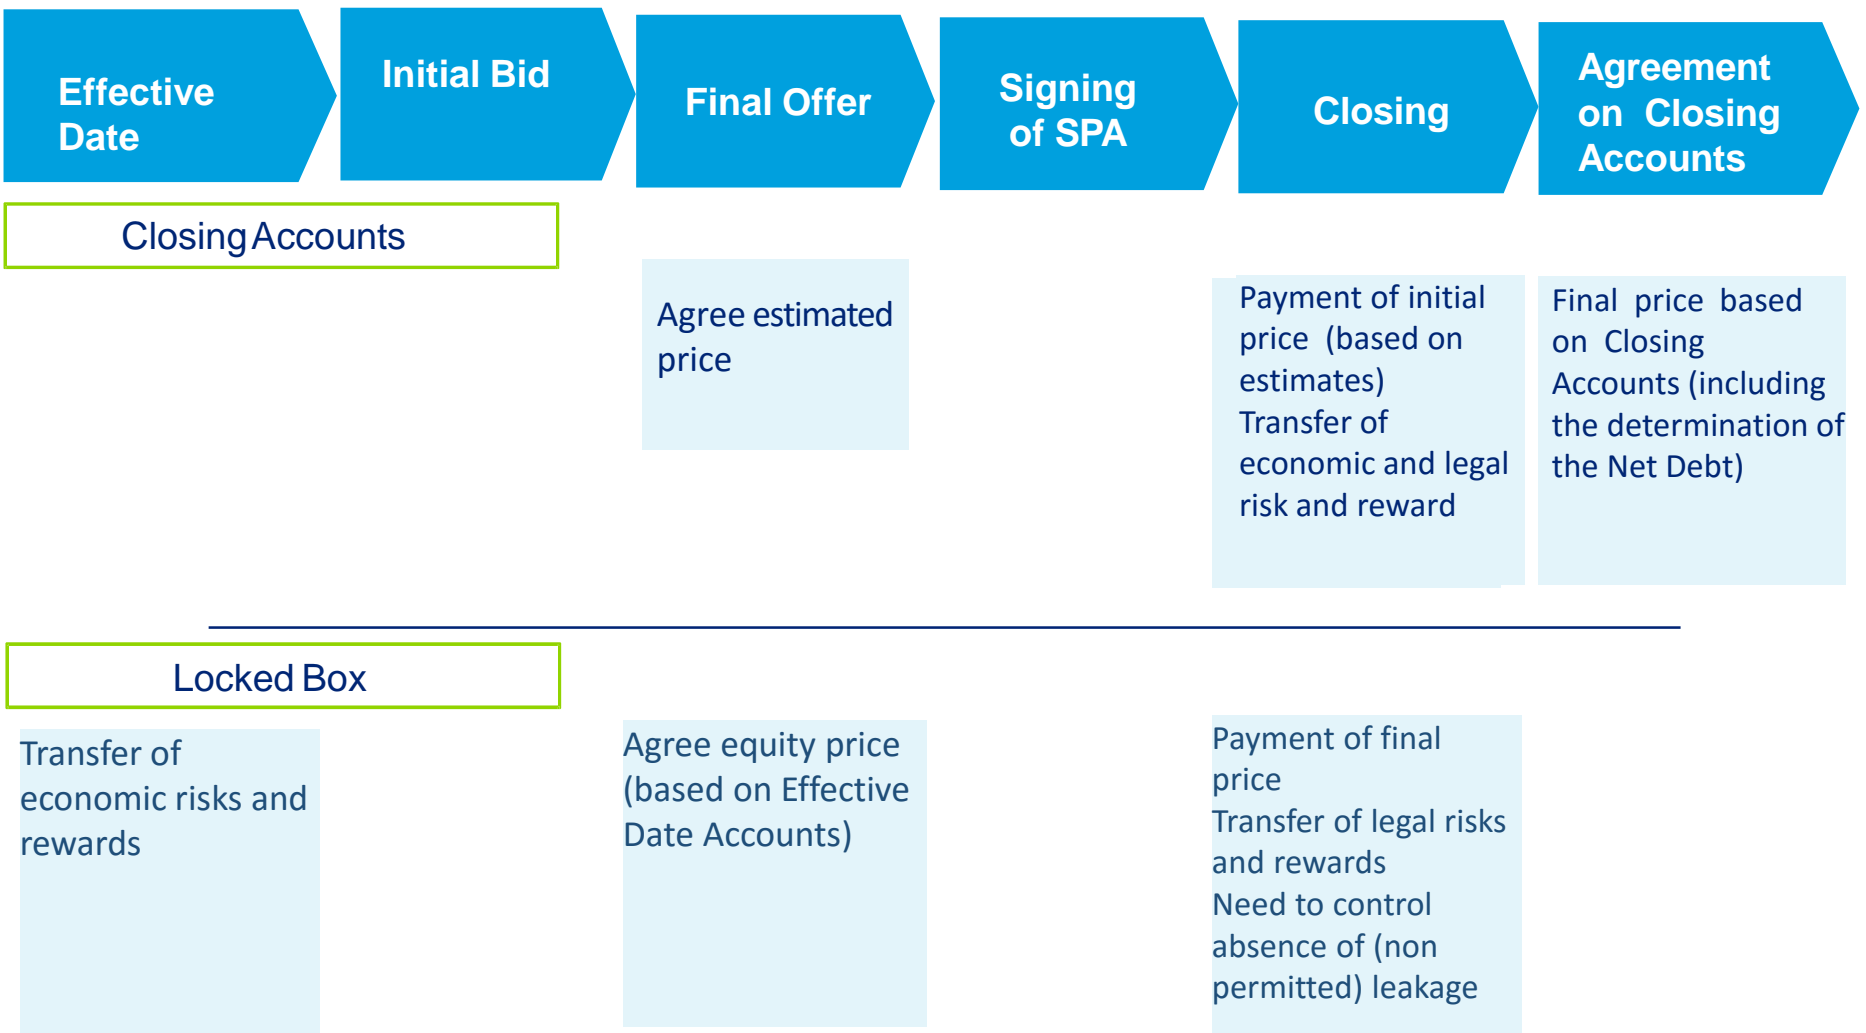 Effective
Date
Initial Bid
Final Offer
Signing
of SPA
Closing
Agreement
on Closing
Accounts
Closing Accounts
Agree estimated
price
Payment of initial
price (based on
estimates)
Transfer of
economic and legal
risk and reward
Final price based
on Closing
Accounts (including
the determination of
the Net Debt)
Locked Box
Transfer of
economic risks and
rewards
Agree equity price
(based on Effective
Date Accounts)
Payment of final
price
Transfer of legal risks
and rewards
Need to control
absence of (non
permitted) leakage